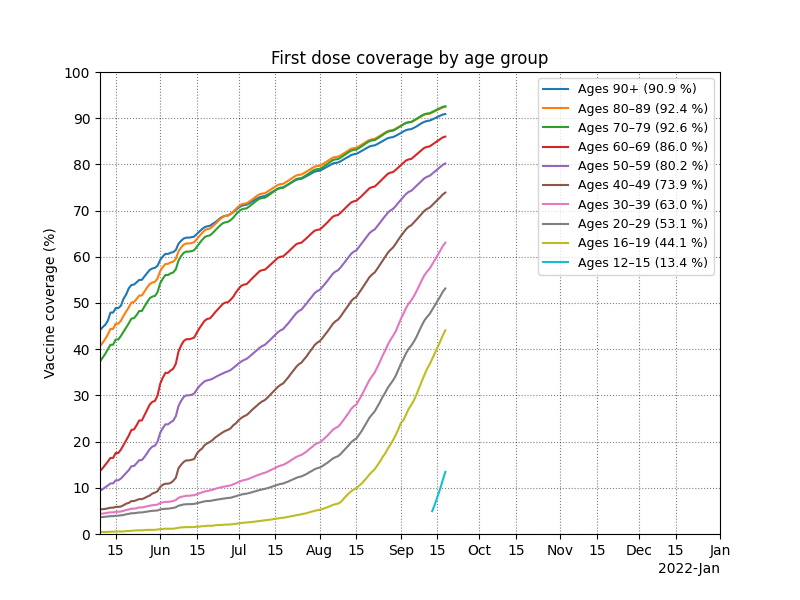 First dose coverage by age group
Vaccine coverage (%)
100
90
80
70
60
50
40
30
20
10
0
Ages 90+ (90.9 %)
Ages 80–89 (92.4 %)
Ages 70–79 (92.6 %)
Ages 60–69 (86.0 %)
Ages 50–59 (80.2 %)
Ages 40–49 (73.9 %)
Ages 30–39 (63.0 %)
Ages 20–29 (53.1 %)
Ages 16–19 (44.1 %)
Ages 12–15 (13.4 %)
15 Jun 15 Jul 15 Aug 15 Sep 15 Oct 15 Nov 15 Dec 15 Jan
2022-Jan